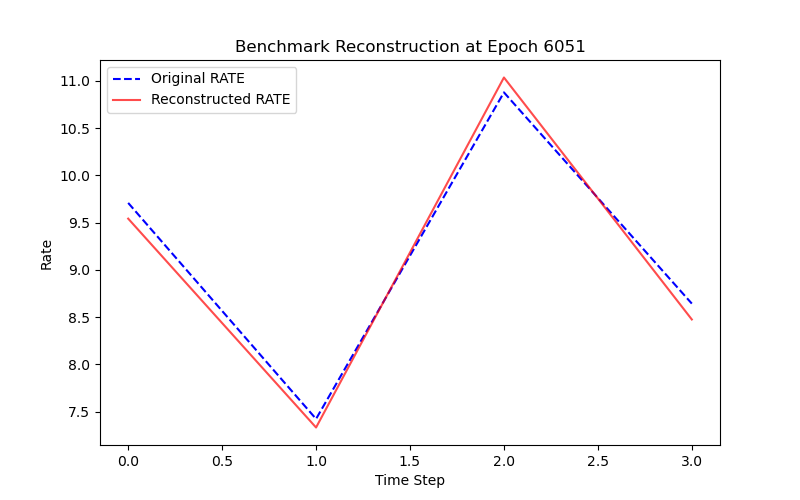 Benchmark Reconstruction at Epoch 6051
Original RATE
Reconstructed RATE
11.0
10.5
10.0
9.5
9.0
8.5
8.0
7.5
Rate
0.0 0.5 1.0 1.5 2.0 2.5 3.0
Time Step